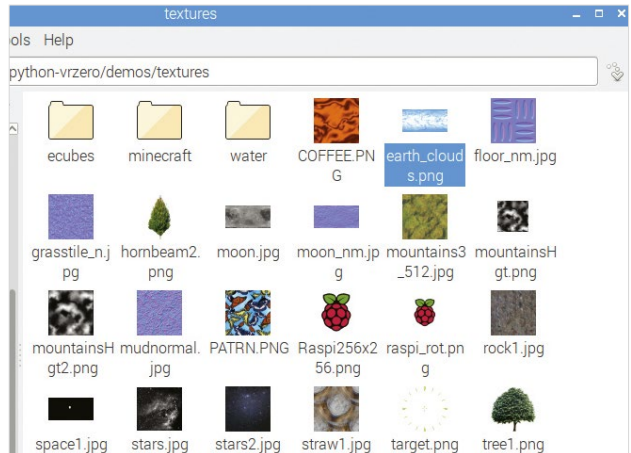 textures
ols Help
python-vrzero/demos/textures
ecubes minecraft water COFFEE.PN earth_cloud floor_nm.jpg
G s.png
grasstile_n.j hornbeam2. moon.jpg moon_nm.jp mountains3 mountainsH
pg png g _512.jpg gt.png
mountainsH mudnormal. PATRN.PNG Raspi256x2 raspi_rot.pn rock1.jpg
gt2.png jpg 56.png g
space1.jpg stars.jpg stars2.jpg straw1.jpg target.png tree1.png